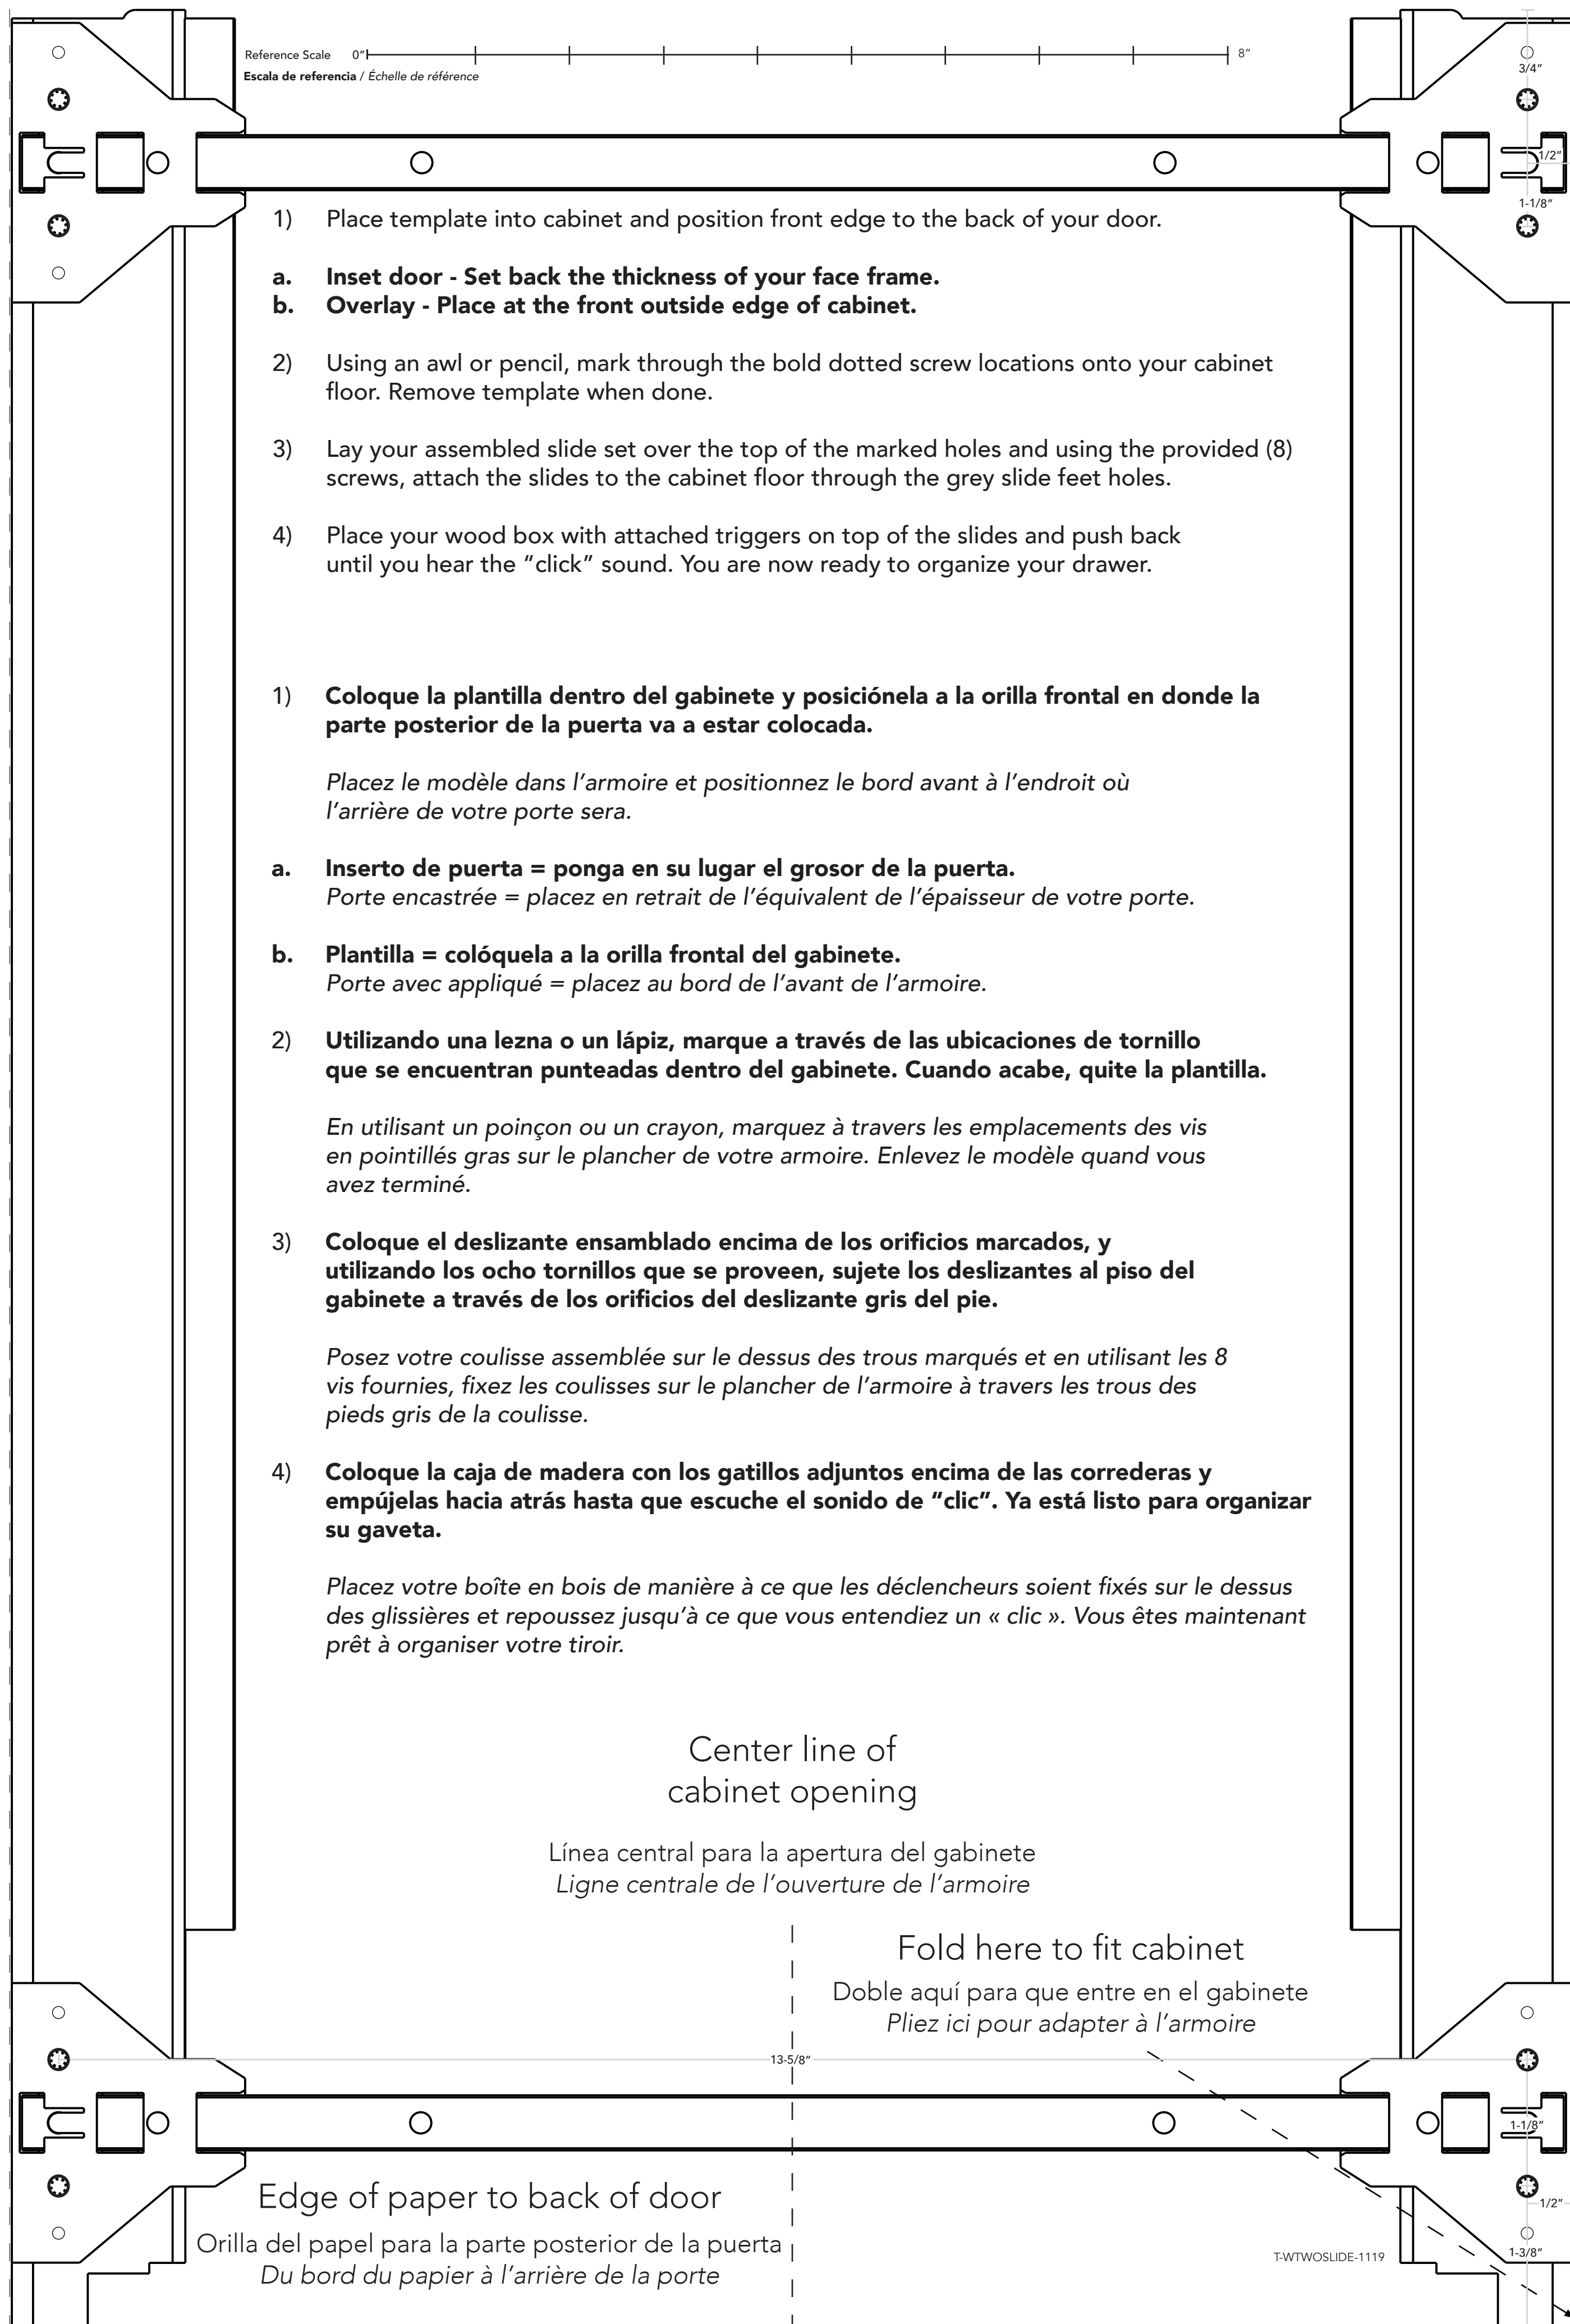 Reference Scale 0" 8"
Escala de referencia / Échelle de référence
3/4"
1/2"
1-1/8"
1) Place template into cabinet and position front edge to the back of your door.
a. Inset door - Set back the thickness of your face frame.
b. Overlay - Place at the front outside edge of cabinet.
2) Using an awl or pencil, mark through the bold dotted screw locations onto your cabinet
floor. Remove template when done.
3) Lay your assembled slide set over the top of the marked holes and using the provided (8)
screws, attach the slides to the cabinet floor through the grey slide feet holes.
4) Place your wood box with attached triggers on top of the slides and push back
until you hear the “click” sound. You are now ready to organize your drawer.
1) Coloque la plantilla dentro del gabinete y posiciónela a la orilla frontal en donde la
parte posterior de la puerta va a estar colocada.
Placez le modèle dans l’armoire et positionnez le bord avant à l’endroit où
l’arrière de votre porte sera.
a. Inserto de puerta = ponga en su lugar el grosor de la puerta.
Porte encastrée = placez en retrait de l’équivalent de l’épaisseur de votre porte.
b. Plantilla = colóquela a la orilla frontal del gabinete.
Porte avec appliqué = placez au bord de l’avant de l’armoire.
2) Utilizando una lezna o un lápiz, marque a través de las ubicaciones de tornillo
que se encuentran punteadas dentro del gabinete. Cuando acabe, quite la plantilla.
En utilisant un poinçon ou un crayon, marquez à travers les emplacements des vis
en pointillés gras sur le plancher de votre armoire. Enlevez le modèle quand vous
avez terminé.
3) Coloque el deslizante ensamblado encima de los orificios marcados, y
utilizando los ocho tornillos que se proveen, sujete los deslizantes al piso del
gabinete a través de los orificios del deslizante gris del pie.
Posez votre coulisse assemblée sur le dessus des trous marqués et en utilisant les 8
vis fournies, fixez les coulisses sur le plancher de l’armoire à travers les trous des
pieds gris de la coulisse.
4) Coloque la caja de madera con los gatillos adjuntos encima de las correderas y
empújelas hacia atrás hasta que escuche el sonido de “clic”. Ya está listo para organizar
su gaveta.
Placez votre boîte en bois de manière à ce que les déclencheurs soient fixés sur le dessus
des glissières et repoussez jusqu’à ce que vous entendiez un « clic ». Vous êtes maintenant
prêt à organiser votre tiroir.
Center line of
cabinet opening
Línea central para la apertura del gabinete
Ligne centrale de l’ouverture de l’armoire
Fold here to fit cabinet
Doble aquí para que entre en el gabinete
Pliez ici pour adapter à l’armoire
13-5/8"
1-1/8"
Edge of paper to back of door
Orilla del papel para la parte posterior de la puerta
Du bord du papier à l’arrière de la porte
1/2"
1-3/8"
T-WTWOSLIDE-1119